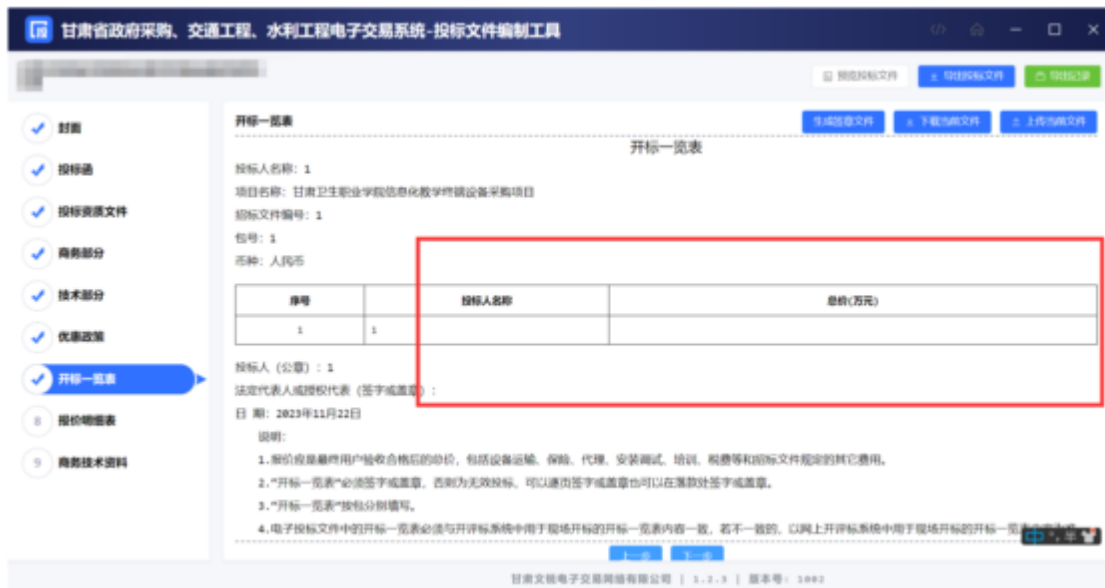 甘肃省政府采购、交通工程、水利工程电子交易系统-投标文件编制工具
预览投标文件
导出投标文件
导出记录
封面
投标函
投标资质文件
商务部分
技术部分
优惠政策
开标一览表
8 报价明细表
9 商务技术资料
开标一览表
生成签章文件
下载当前文件
上传当前文件
开标一览表
投标人名称: 1
项目名称: 甘肃卫生职业学院信息化教学终端设备采购项目
招标文件编号: 1
包号: 1
币种: 人民币
序号 投标人名称 总价(万元)
1 1
投标人 (公章) : 1
法定代表人或授权代表 (签字或盖章) :
日 期: 2023年11月22日
说明:
1.报价应是最终用户验收合格后的总价, 包括设备运输、保险、代理、安装调试、培训、税费等和招标文件规定的其它费用。
2."开标一览表"必须签字或盖章, 否则为无效投标, 可以逐页签字或盖章也可以在落款处签字或盖章。
3."开标一览表"按包分别填写。
4.电子投标文件中的开标一览表必须与开评标系统中用于现场开标的开标一览表内容一致, 若不一致的, 以网上开评标系统中用于现场开标的开标一览
中 半
上一步
下一步
甘肃文锐电子交易网络有限公司 | 1.2.3 | 版本号: 1002